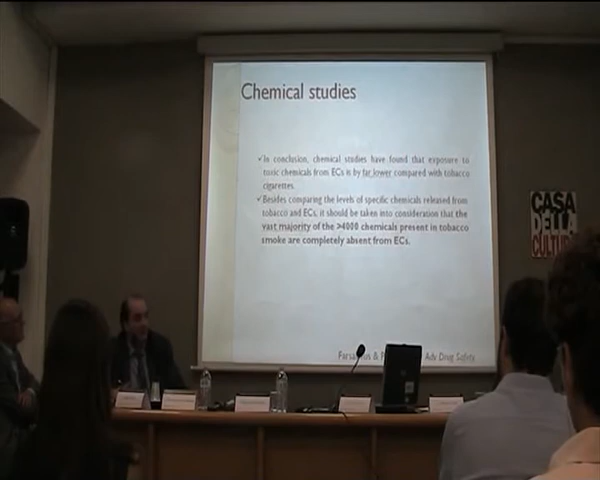 Chemical studies
✓In conclusion, chemical studies have found that exposure to
toxic chemicals from ECs is by far lower compared with tobacco
cigarettes.
✓Besides comparing the levels of specific chemicals released from
tobacco and ECs, it should be taken into consideration that the
vast majority of the >4000 chemicals present in tobacco
smoke are completely absent from ECs.
& Adv Drug Safety
CASA
DELLA
CULTURA